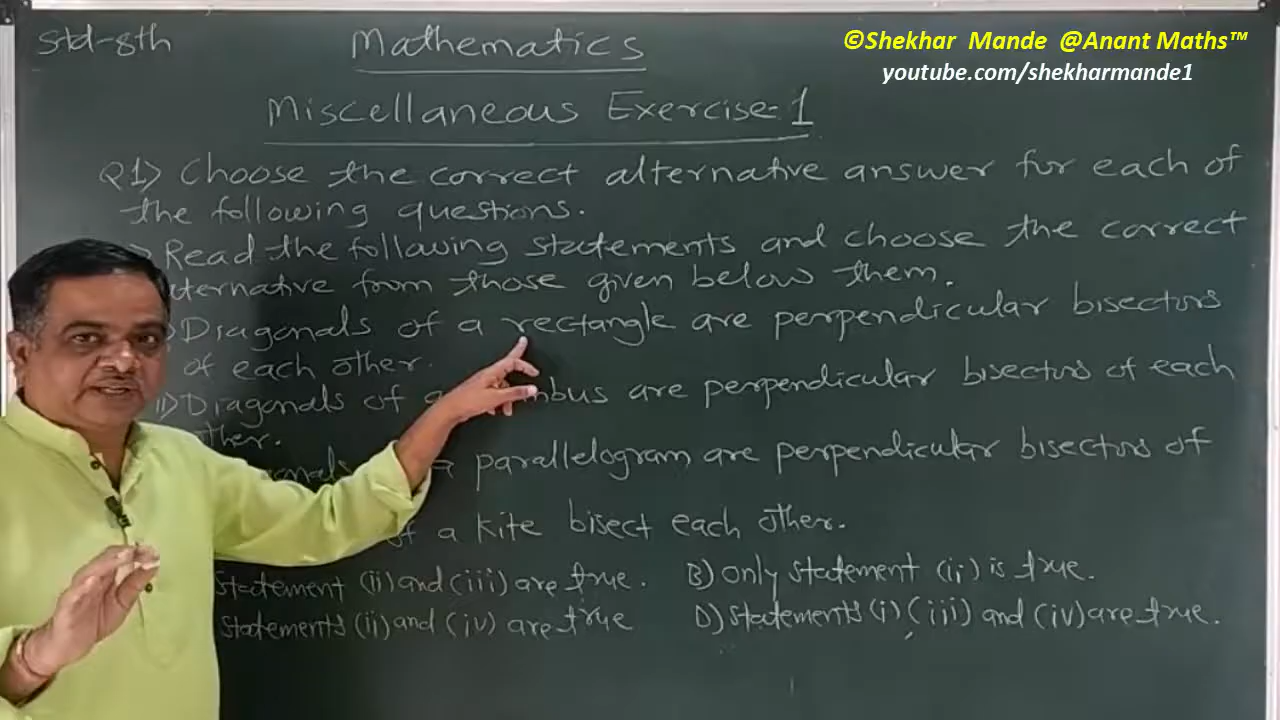 Std-8th
Mathematics
©Shekhar Mande @Anant Maths™
youtube.com/shekharmande1
Miscellaneous Exercise-1
Q1> Choose the correct alternative answer for each of
the following questions.
Read the following statements and choose the correct
from those given below them.
Diagonals of a rectangle are perpendicular bisectors
of each other.
ii) Diagonals of a are perpendicular bisectors of each
other.
a parallelogram are perpendicular bisectors of
of a kite bisect each other.
Statement (ii) and (iii) are true. B) Only statement (ii) is true.
Statements (ii) and (iv) are true D) Statements (i), (iii) and (iv) are true.